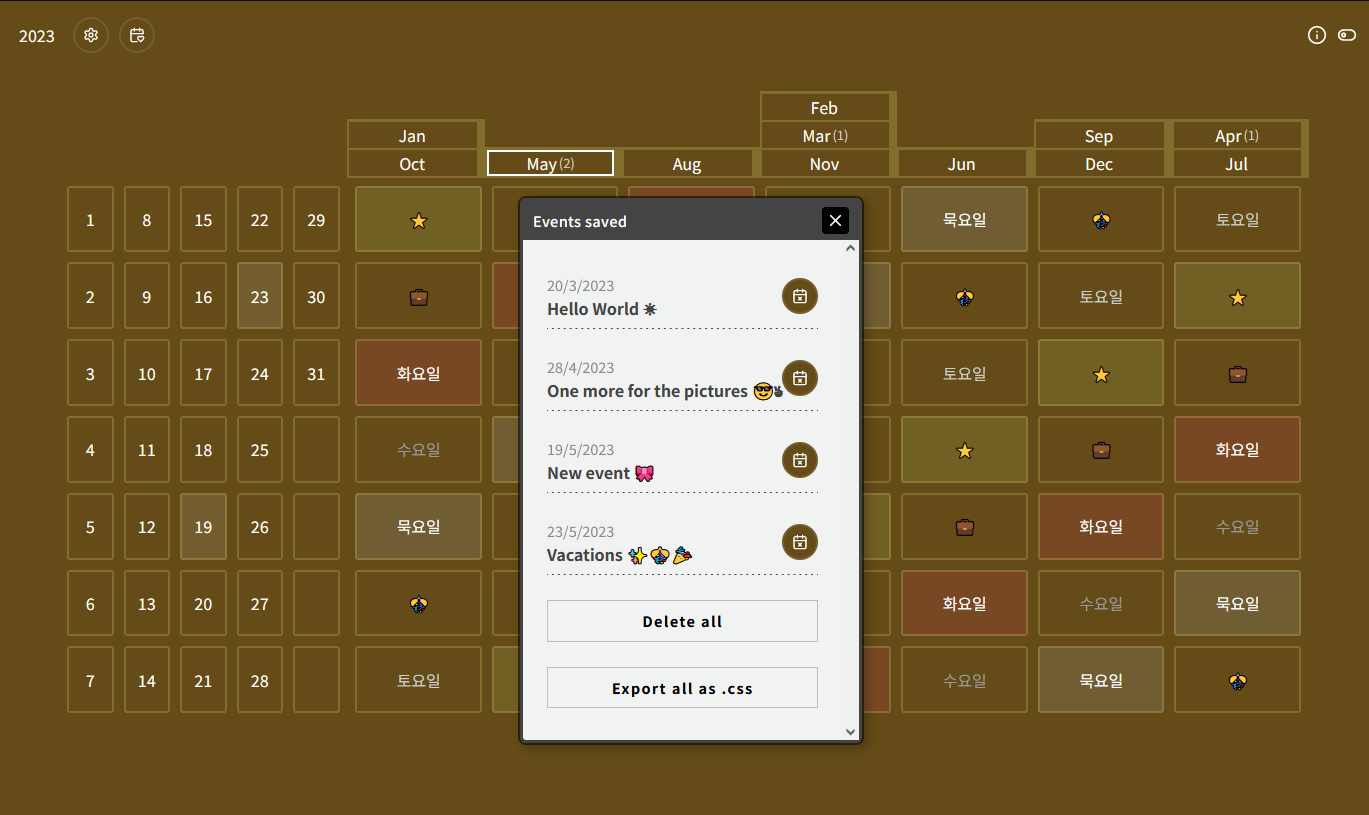 2023
Feb
Jan Mar (1) Sep Apr (1)
Oct May (2) Aug Nov Jun Dec Jul
1 8 15 22 29 ⭐ 묵요일 토요일
2 9 16 23 30 토요일 ⭐
3 10 17 24 31 화요일 토요일 ⭐
4 11 18 25 수요일 ⭐ 화요일
5 12 19 26 묵요일 화요일 수요일
6 13 20 27 화요일 수요일 묵요일
7 14 21 28 토요일 수요일 묵요일
Events saved
20/3/2023
Hello World ☀
28/4/2023
One more for the pictures 😎✌
19/5/2023
New event 🎀
23/5/2023
Vacations ✨🐝🎉
Delete all
Export all as .css